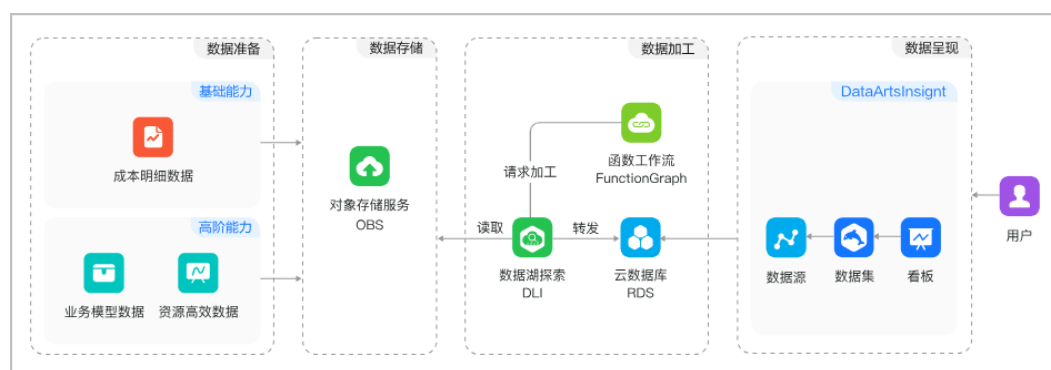 数据准备
基础能力
成本明细数据
高阶能力
业务模型数据
资源高效数据
数据存储
对象存储服务
OBS
数据加工
函数工作流
FunctionGraph
请求加工
读取
转发
数据湖探索
DLI
云数据库
RDS
数据呈现
DataArtsInsignt
数据源
数据集
看板
用户